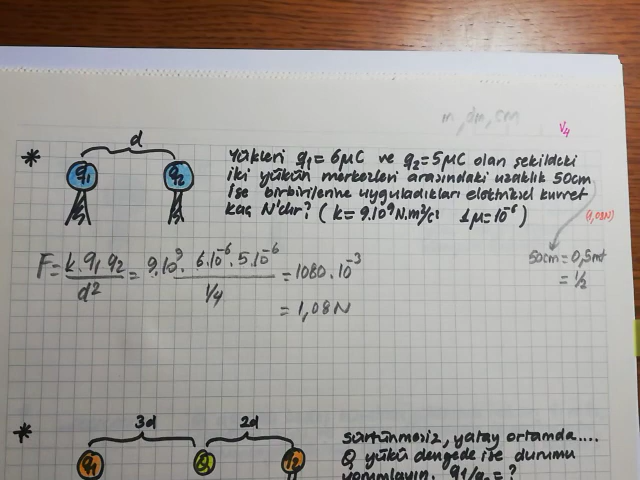 m, dm, cm
1/4
d
* Yükleri q1 = 6µC ve q2 = 5µC olan şekildeki
q1 q2 iki yükün merkezleri arasındaki uzaklık 50cm
ise birbirilerine uyguladıkları elektriksel kuvvet
kaç N'dır? ( k = 9.10⁹ N.m²/c² 1µ = 10⁻⁶ )
(1,08N)
F = k.q1 q2 / d² = 9.10⁹. 6.10⁻⁶. 5.10⁻⁶ / 1/4 = 1080.10⁻³
= 1,08N
50cm = 0,5mt
= 1/2
* 3d 2d
sürtünmesiz, yatay ortamda....
q1 Q q2 Q yükü dengede ise durumu
yorumlayın. q1/q2 = ?